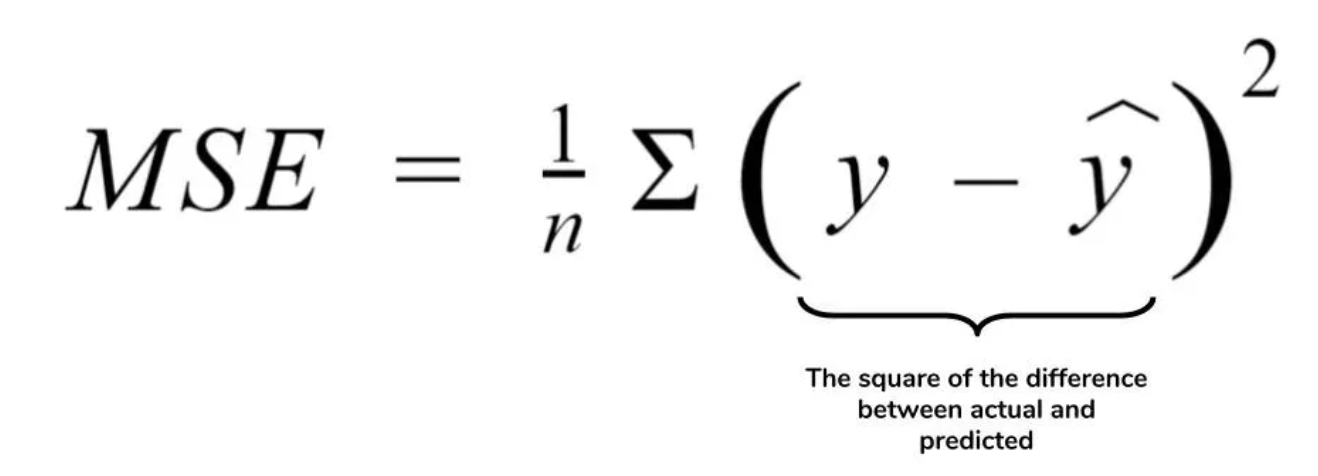 MSE = 1/n Σ ( y − ŷ )²
The square of the difference
between actual and
predicted